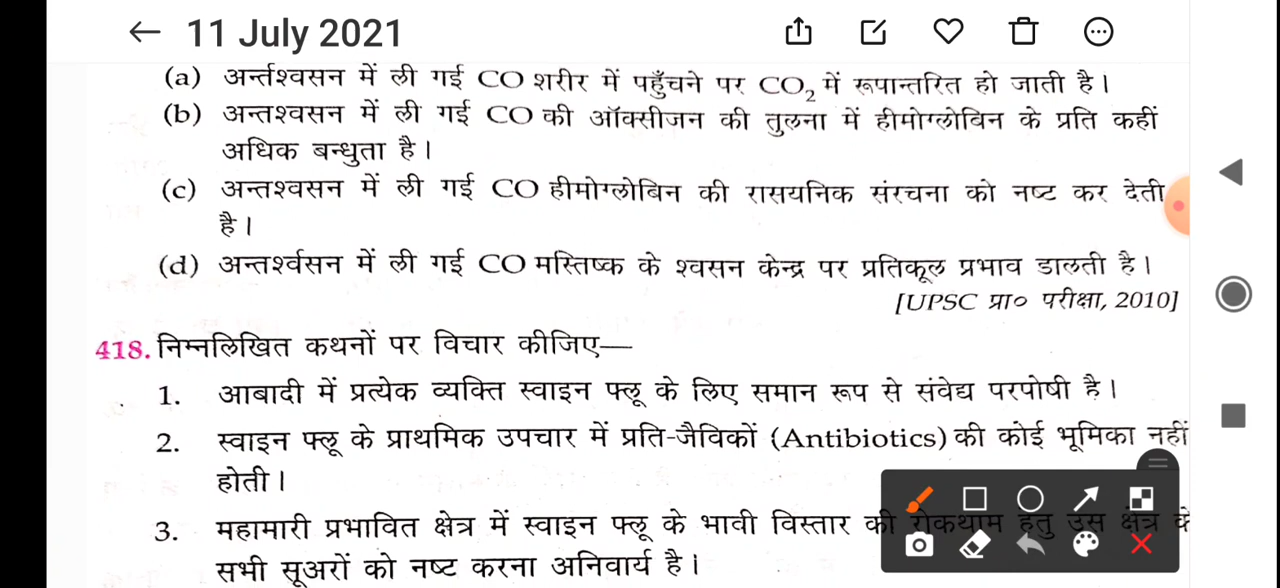 11 July 2021
(a) अर्न्तश्वसन में ली गई CO शरीर में पहुँचने पर CO₂ में रूपान्तरित हो जाती है।
(b) अन्तश्वसन में ली गई CO की ऑक्सीजन की तुलना में हीमोग्लोबिन के प्रति कहीं
अधिक बन्धुता है।
(c) अन्तश्वसन में ली गई CO हीमोग्लोबिन की रासयनिक संरचना को नष्ट कर देती
है।
(d) अन्तर्श्वसन में ली गई CO मस्तिष्क के श्वसन केन्द्र पर प्रतिकूल प्रभाव डालती है।
[UPSC प्रा० परीक्षा, 2010]
418. निम्नलिखित कथनों पर विचार कीजिए—
1. आबादी में प्रत्येक व्यक्ति स्वाइन फ्लू के लिए समान रूप से संवेद्य परपोषी है।
2. स्वाइन फ्लू के प्राथमिक उपचार में प्रति-जैविकों (Antibiotics) की कोई भूमिका नहीं
होती।
3. महामारी प्रभावित क्षेत्र में स्वाइन फ्लू के भावी विस्तार की रोकथाम हेतु उस क्षेत्र के
सभी सूअरों को नष्ट करना अनिवार्य है।